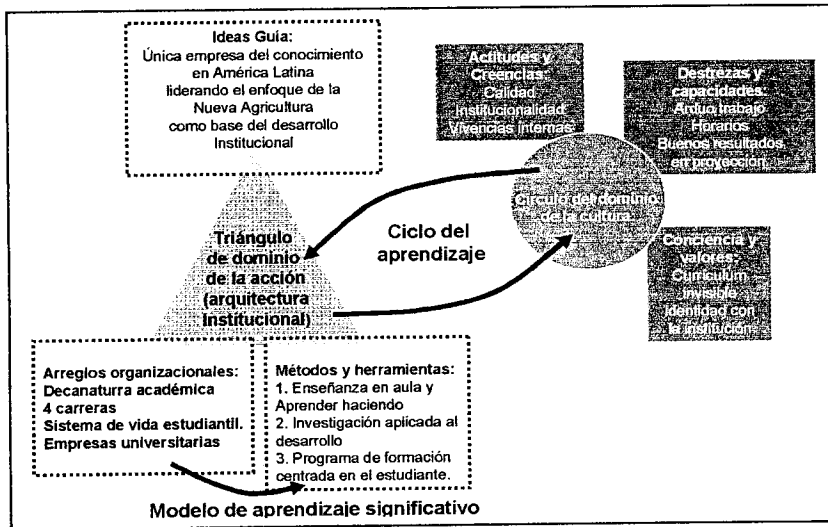 Ideas Guía:
Única empresa del conocimiento
en América Latina
liderando el enfoque de la
Nueva Agricultura
como base del desarrollo
Institucional
Actitudes y
Creencias:
Calidad
Institucionalidad
Vivencias internas
Destrezas y
capacidades:
Arduo trabajo
Horarios
Buenos resultados
en proyección
Círculo del dominio
de la cultura
Ciclo del
aprendizaje
Triángulo
de dominio
de la acción
(arquitectura
institucional)
Conciencia y
valores:
Curriculum
Invisible
Identidad con
la institución
Arreglos organizacionales:
Decanaturra académica
4 carreras
Sistema de vida estudiantil.
Empresas universitarias
Métodos y herramientas:
1. Enseñanza en aula y
Aprender haciendo
2. Investigación aplicada al
desarrollo
3. Programa de formación
centrada en el estudiante.
Modelo de aprendizaje significativo